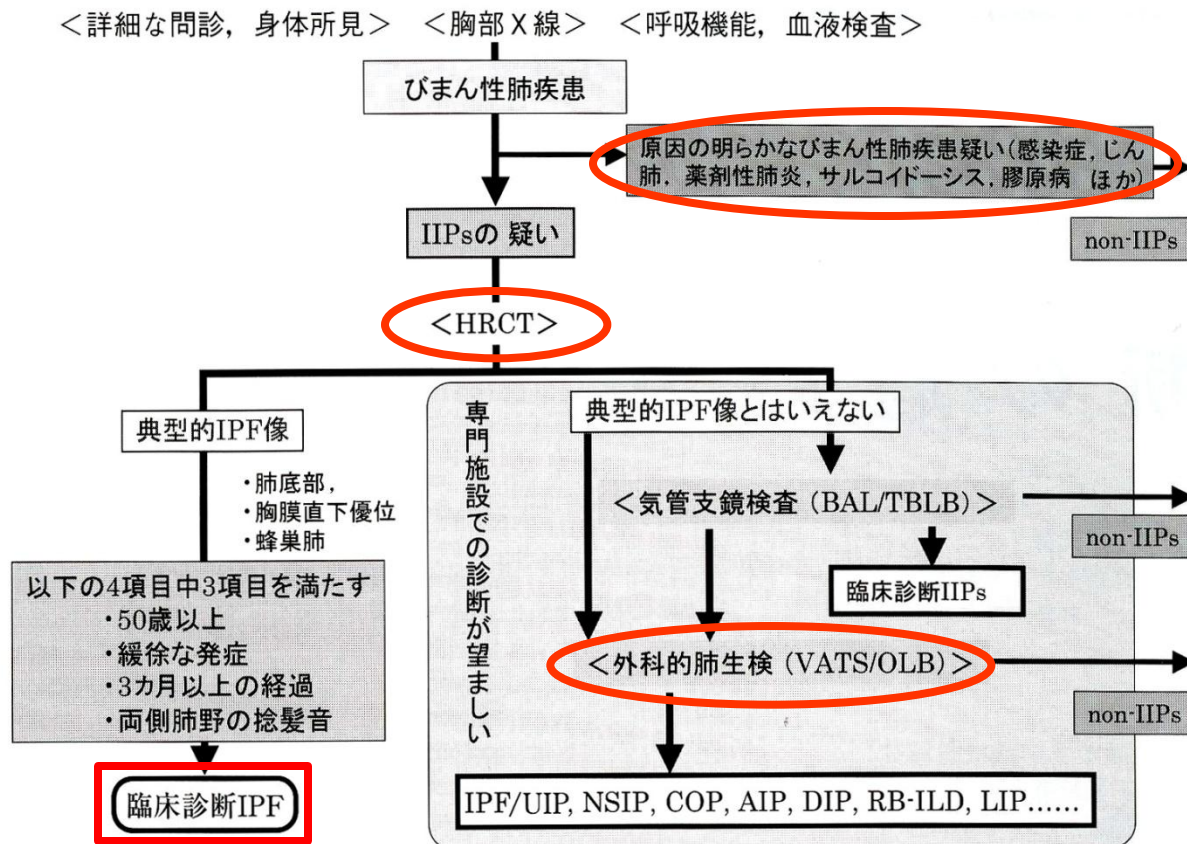 ＜詳細な問診，身体所見＞ ＜胸部X線＞ ＜呼吸機能，血液検査＞
びまん性肺疾患
原因の明らかなびまん性肺疾患疑い(感染症，じん
肺，薬剤性肺炎，サルコイドーシス，膠原病 ほか)
non-IIPs
IIPsの 疑い
＜HRCT＞
典型的IPF像
・肺底部，
・胸膜直下優位
・蜂巣肺
以下の4項目中3項目を満たす
・50歳以上
・緩徐な発症
・3カ月以上の経過
・両側肺野の捻髪音
臨床診断IPF
専門施設での診断が望ましい
典型的IPF像とはいえない
＜気管支鏡検査 (BAL/TBLB)＞
non-IIPs
臨床診断IIPs
＜外科的肺生検 (VATS/OLB)＞
non-IIPs
IPF/UIP, NSIP, COP, AIP, DIP, RB-ILD, LIP……